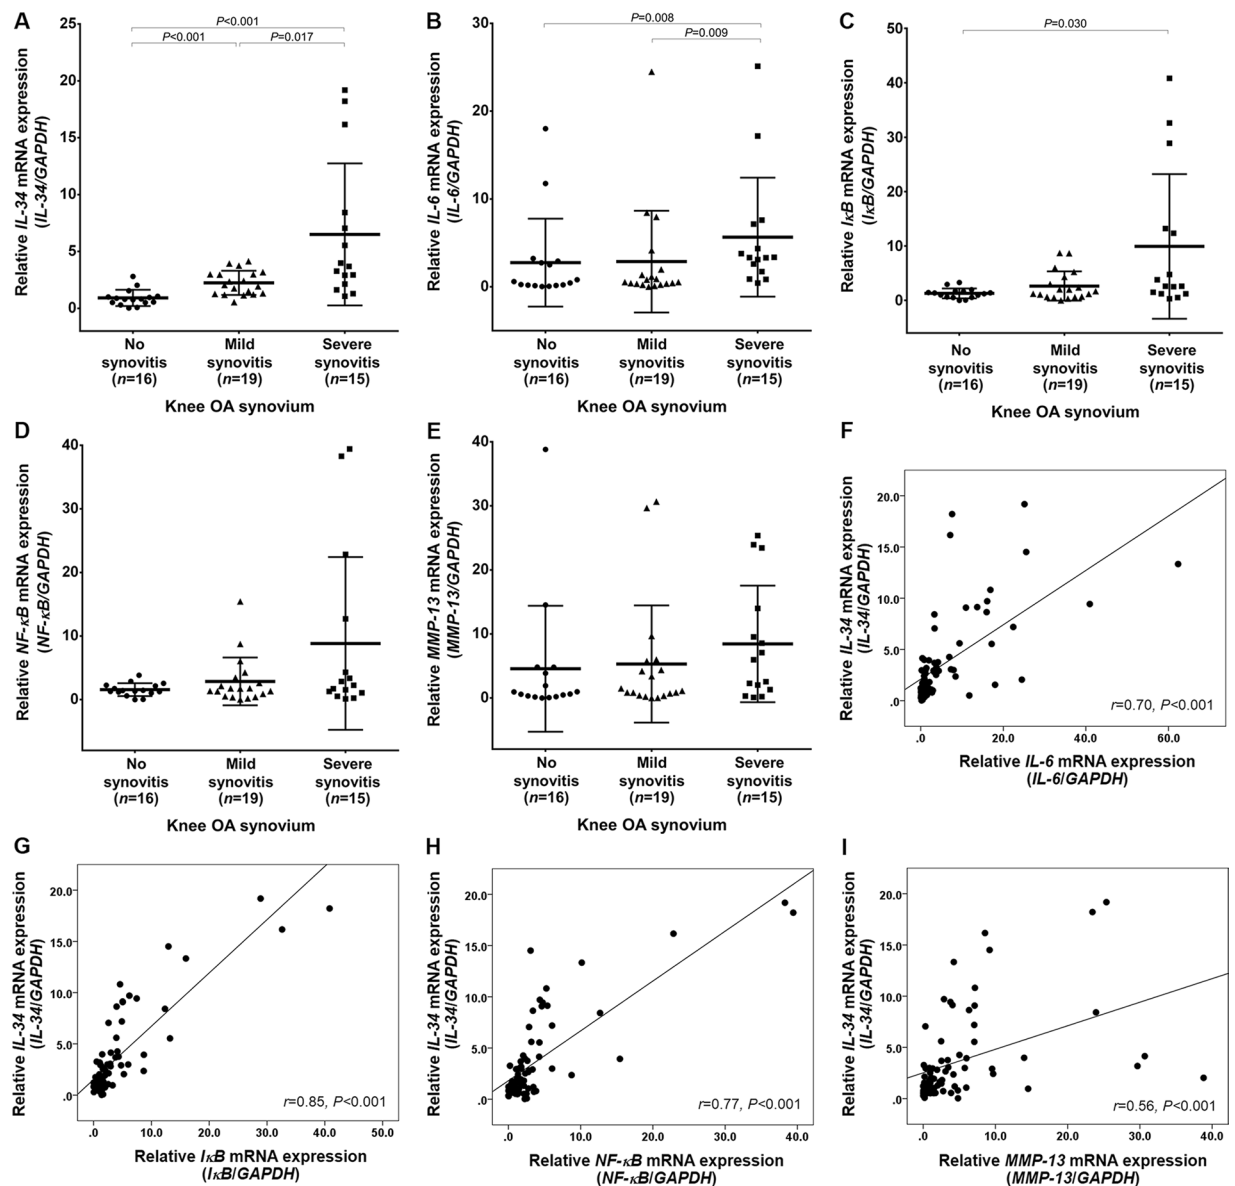 A
Relative IL-34 mRNA expression
(IL-34/GAPDH)
25
20
15
10
5
0
P<0.001
P<0.001
P=0.017
No synovitis (n=16)
Mild synovitis (n=19)
Severe synovitis (n=15)
Knee OA synovium
B
Relative IL-6 mRNA expression
(IL-6/GAPDH)
30
20
10
0
P=0.008
P=0.009
No synovitis (n=16)
Mild synovitis (n=19)
Severe synovitis (n=15)
Knee OA synovium
C
Relative IκB mRNA expression
(IκB/GAPDH)
50
40
30
20
10
0
P=0.030
No synovitis (n=16)
Mild synovitis (n=19)
Severe synovitis (n=15)
Knee OA synovium
D
Relative NF-κB mRNA expression
(NF-κB/GAPDH)
40
30
20
10
0
No synovitis (n=16)
Mild synovitis (n=19)
Severe synovitis (n=15)
Knee OA synovium
E
Relative MMP-13 mRNA expression
(MMP-13/GAPDH)
40
30
20
10
0
No synovitis (n=16)
Mild synovitis (n=19)
Severe synovitis (n=15)
Knee OA synovium
F
Relative IL-34 mRNA expression
(IL-34/GAPDH)
20.0
15.0
10.0
5.0
.0
r=0.70, P<0.001
.0 20.0 40.0 60.0
Relative IL-6 mRNA expression
(IL-6/GAPDH)
G
Relative IL-34 mRNA expression
(IL-34/GAPDH)
20.0
15.0
10.0
5.0
.0
r=0.85, P<0.001
.0 10.0 20.0 30.0 40.0 50.0
Relative IκB mRNA expression
(IκB/GAPDH)
H
Relative IL-34 mRNA expression
(IL-34/GAPDH)
20.0
15.0
10.0
5.0
.0
r=0.77, P<0.001
.0 10.0 20.0 30.0 40.0
Relative NF-κB mRNA expression
(NF-κB/GAPDH)
I
Relative IL-34 mRNA expression
(IL-34/GAPDH)
20.0
15.0
10.0
5.0
.0
r=0.56, P<0.001
.0 10.0 20.0 30.0 40.0
Relative MMP-13 mRNA expression
(MMP-13/GAPDH)